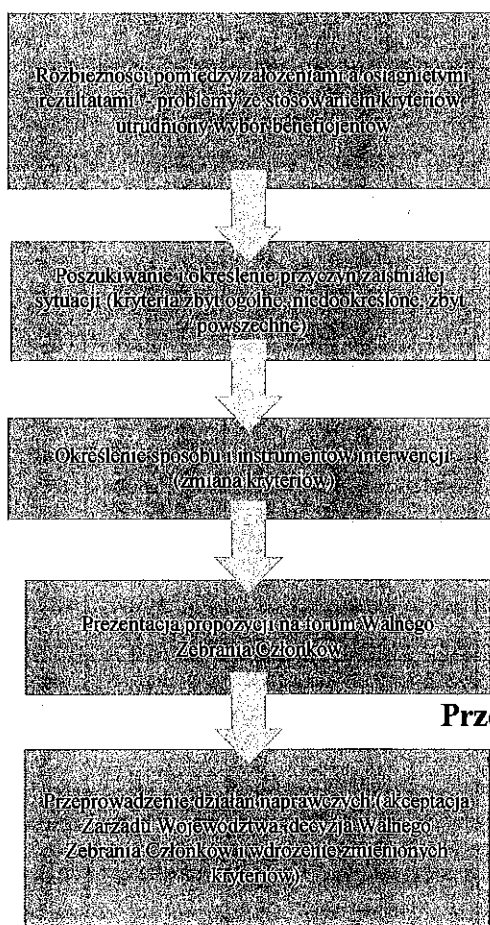 Rozbieżności pomiędzy założeniami a osiągniętymi
rezultatami - problemy ze stosowaniem kryteriów,
utrudniony wybór beneficjentów
Poszukiwanie i określenie przyczyn zaistniałej
sytuacji (kryteria zbyt ogólne, niedookreślone, zbyt
powszechne)
Określenie sposobu i instrumentów interwencji
(zmiana kryteriów)
Prezentacja propozycji na forum Walnego
Zebrania Członków
Prz
Przeprowadzenie działań naprawczych (akceptacja
Zarządu Województwa, decyzja Walnego
Zebrania Członków i wdrożenie zmienionych
kryteriów)